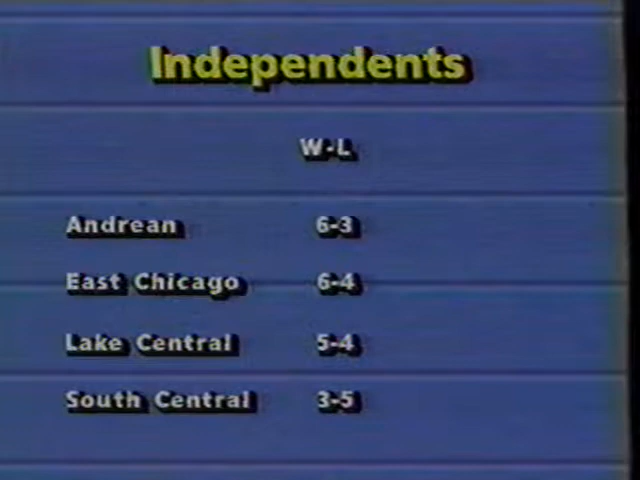 Independents
W-L
Andrean 6-3
East Chicago 6-4
Lake Central 5-4
South Central 3-5